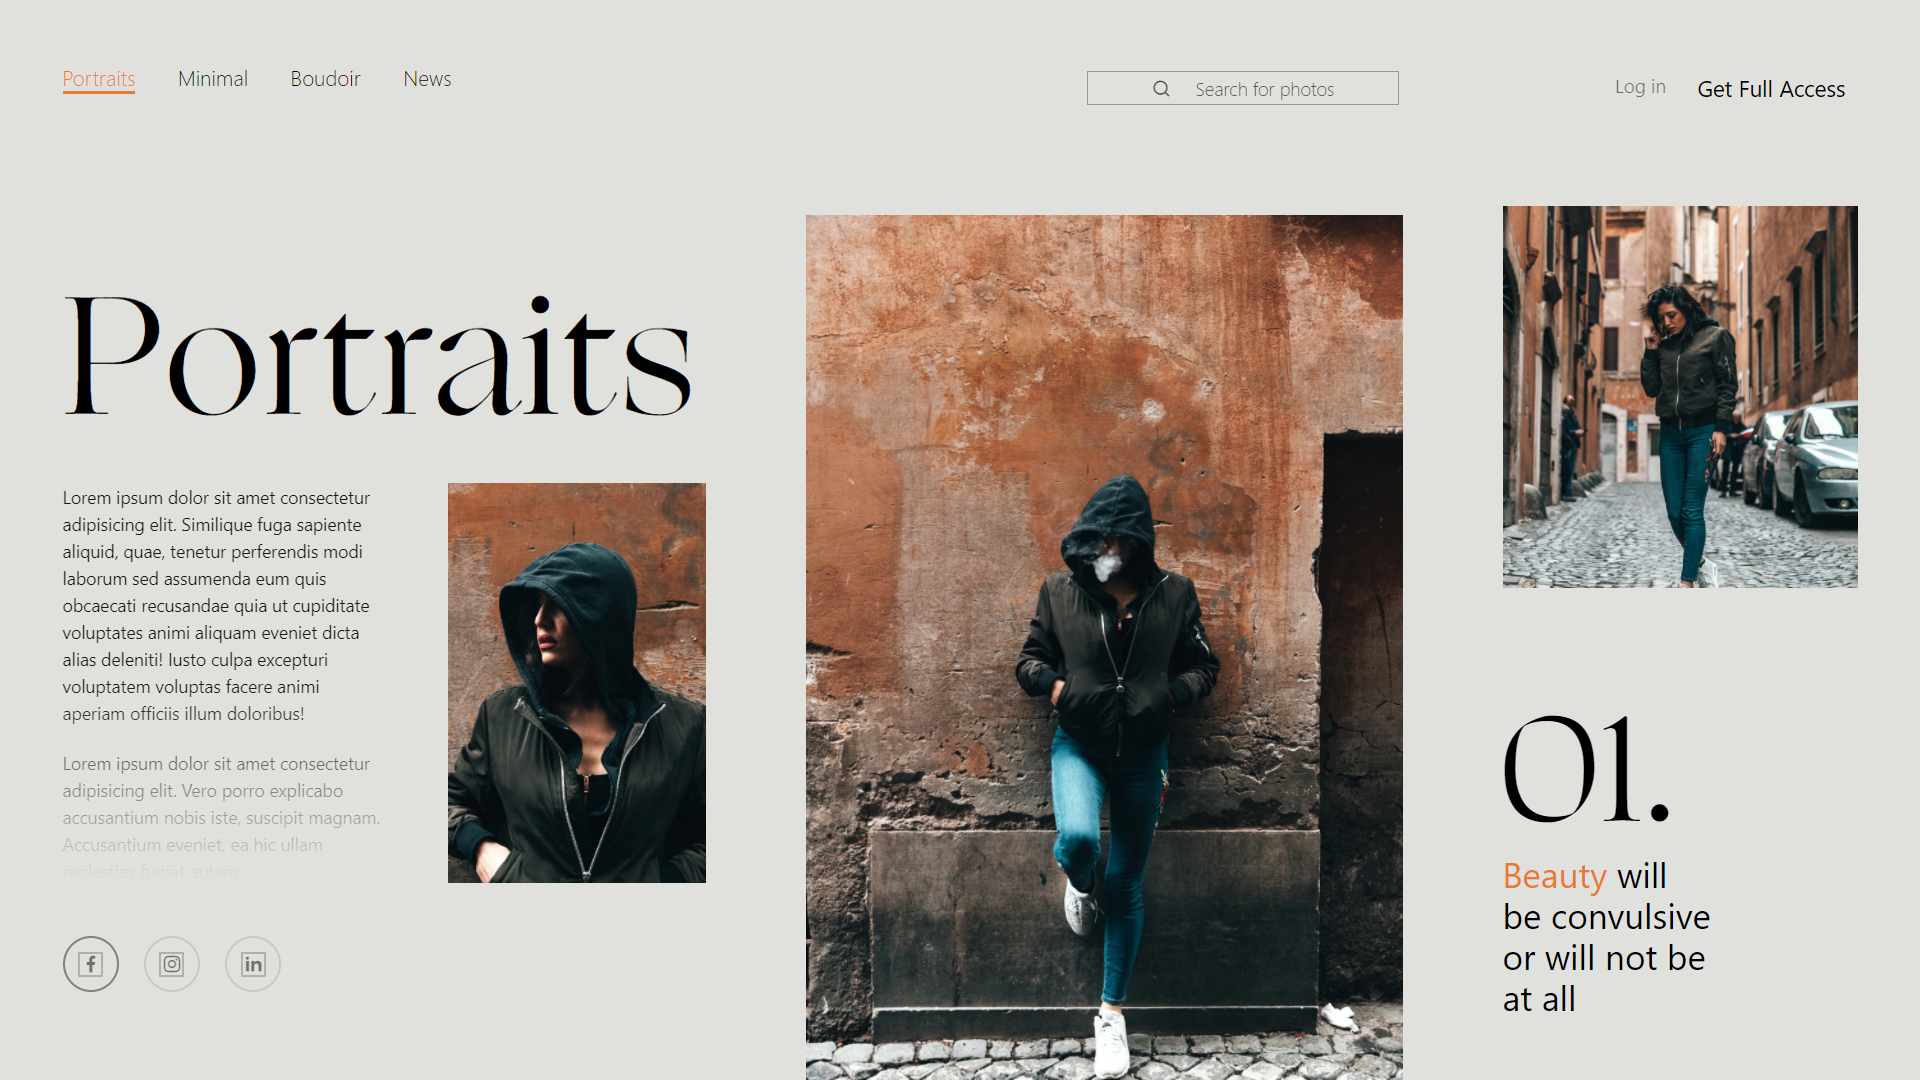 Portraits
Minimal
Boudoir
News
Search for photos
Log in
Get Full Access
Portraits
Lorem ipsum dolor sit amet consectetur
adipisicing elit. Similique fuga sapiente
aliquid, quae, tenetur perferendis modi
laborum sed assumenda eum quis
obcaecati recusandae quia ut cupiditate
voluptates animi aliquam eveniet dicta
alias deleniti! Iusto culpa excepturi
voluptatem voluptas facere animi
aperiam officiis illum doloribus!
Lorem ipsum dolor sit amet consectetur
adipisicing elit. Vero porro explicabo
accusantium nobis iste, suscipit magnam.
Accusantium eveniet, ea hic ullam
molestias fugiat autem
01.
Beauty will
be convulsive
or will not be
at all